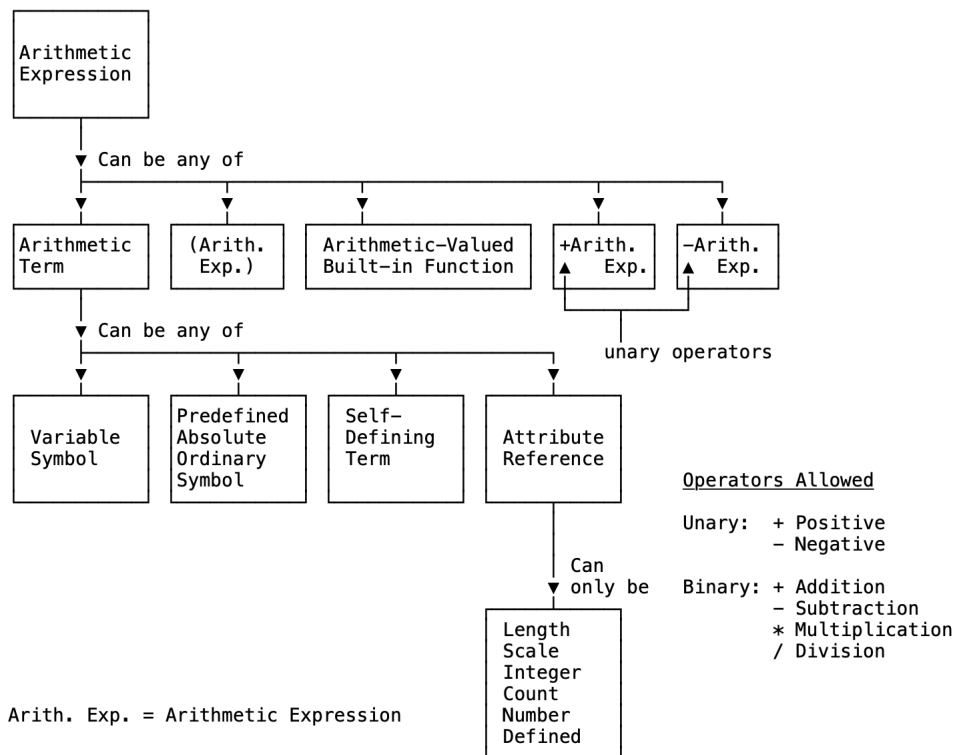 Arithmetic
Expression
Can be any of
Arithmetic
Term
(Arith.
Exp.)
Arithmetic-Valued
Built-in Function
+Arith.
Exp.
-Arith.
Exp.
Can be any of
unary operators
Variable
Symbol
Predefined
Absolute
Ordinary
Symbol
Self-
Defining
Term
Attribute
Reference
Operators Allowed
Unary: + Positive
- Negative
Can
only be
Binary: + Addition
- Subtraction
* Multiplication
/ Division
Length
Scale
Integer
Count
Number
Defined
Arith. Exp. = Arithmetic Expression